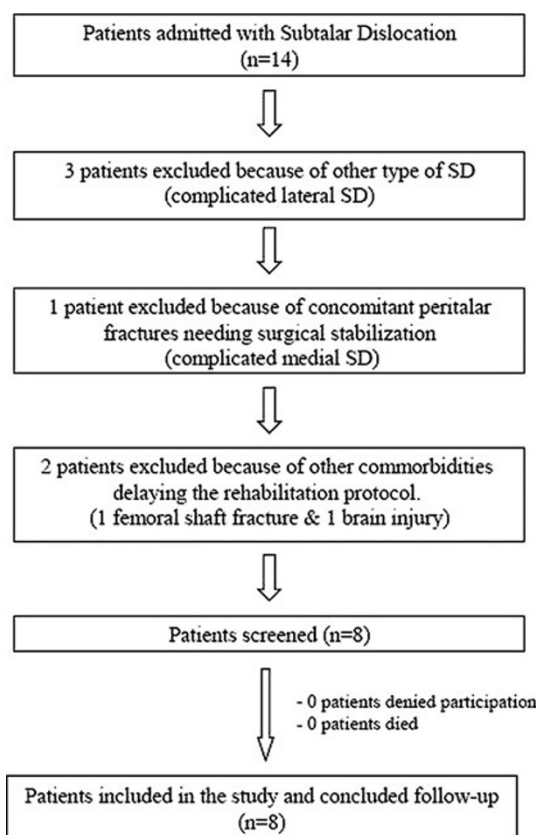 Patients admitted with Subtalar Dislocation
(n=14)
3 patients excluded because of other type of SD
(complicated lateral SD)
1 patient excluded because of concomitant peritalar
fractures needing surgical stabilization
(complicated medial SD)
2 patients excluded because of other commorbidities
delaying the rehabilitation protocol.
(1 femoral shaft fracture & 1 brain injury)
Patients screened (n=8)
- 0 patients denied participation
- 0 patients died
Patients included in the study and concluded follow-up
(n=8)